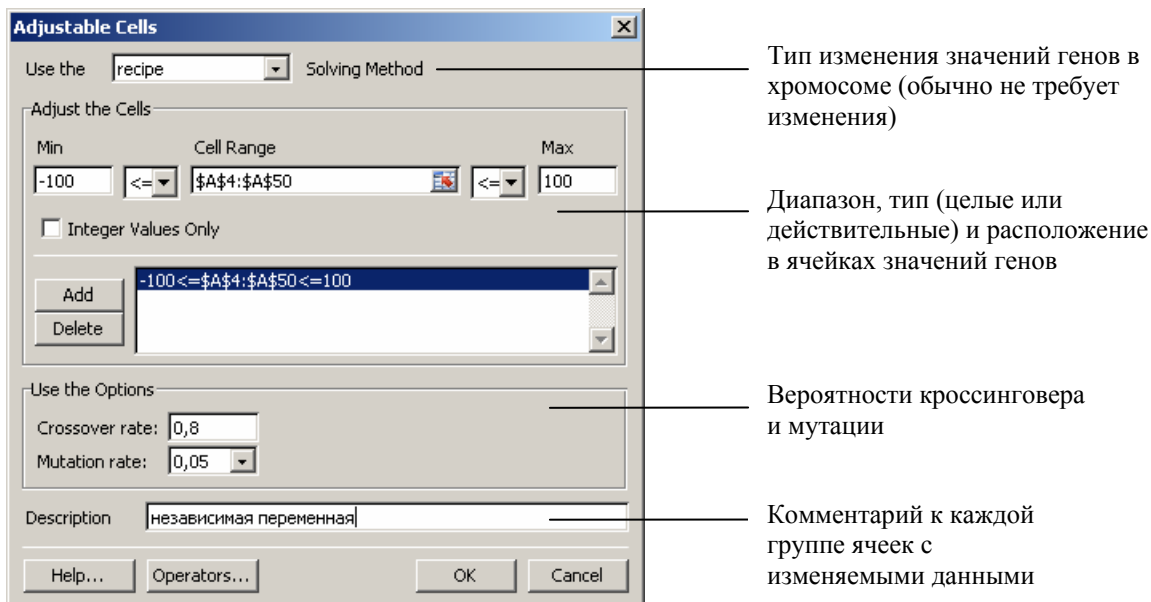 Adjustable Cells
Use the recipe Solving Method
Тип изменения значений генов в
хромосоме (обычно не требует
изменения)
Adjust the Cells
Min Cell Range Max
-100 <= $A$4:$A$50 <= 100
Integer Values Only
Диапазон, тип (целые или
действительные) и расположение
в ячейках значений генов
Add
Delete
-100<=$A$4:$A$50<=100
Use the Options
Crossover rate: 0,8
Mutation rate: 0,05
Вероятности кроссинговера
и мутации
Description независимая переменная
Комментарий к каждой
группе ячеек с
изменяемыми данными
Help... Operators... OK Cancel